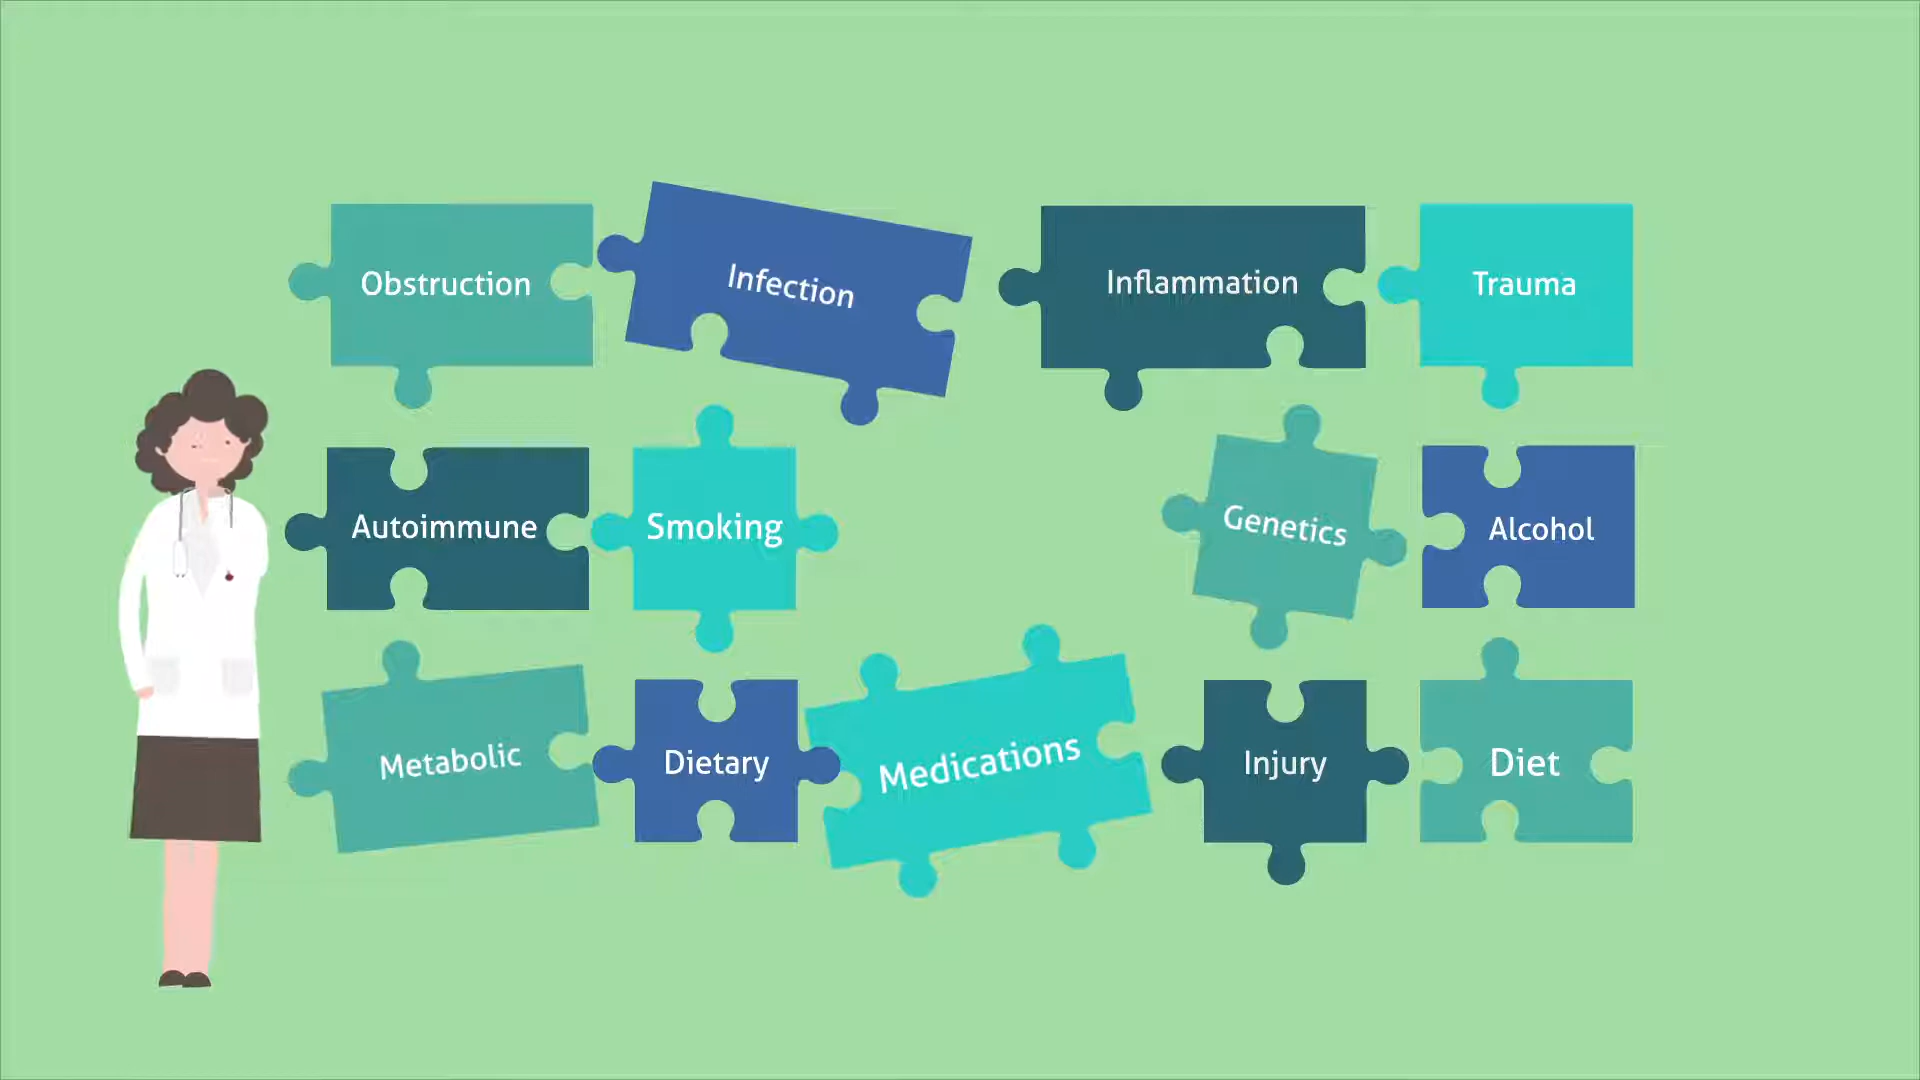 Obstruction
Infection
Inflammation
Trauma
Autoimmune
Smoking
Genetics
Alcohol
Metabolic
Dietary
Medications
Injury
Diet